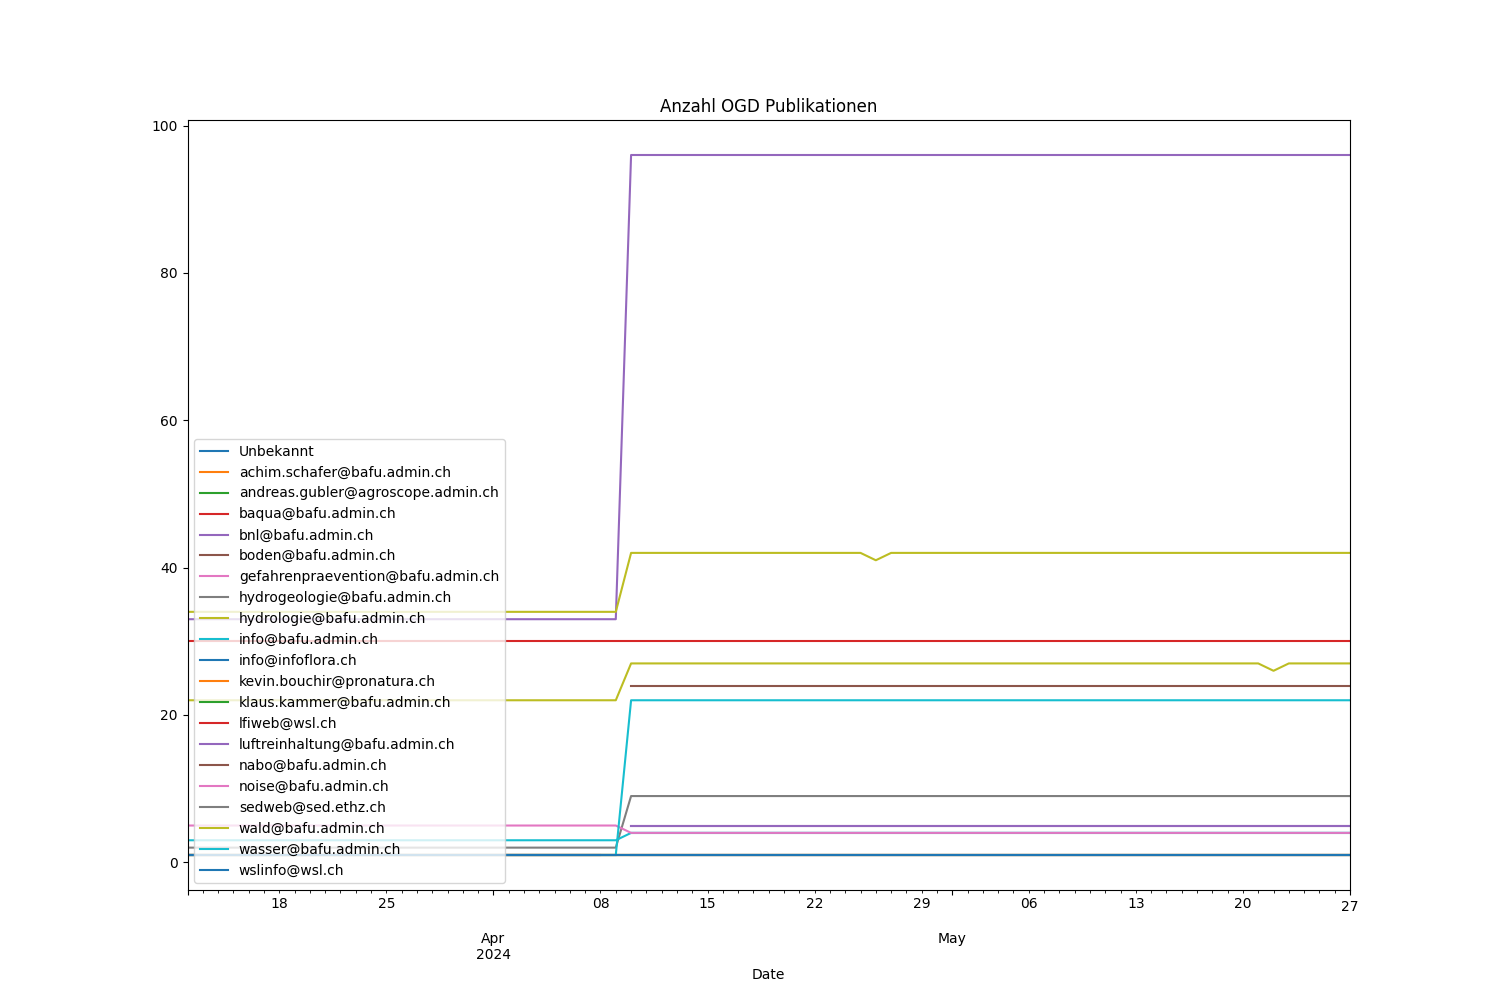 Anzahl OGD Publikationen
100
80
60
40
20
0
Unbekannt
achim.schafer@bafu.admin.ch
andreas.gubler@agroscope.admin.ch
baqua@bafu.admin.ch
bnl@bafu.admin.ch
boden@bafu.admin.ch
gefahrenpraevention@bafu.admin.ch
hydrogeologie@bafu.admin.ch
hydrologie@bafu.admin.ch
info@bafu.admin.ch
info@infoflora.ch
kevin.bouchir@pronatura.ch
klaus.kammer@bafu.admin.ch
lfiweb@wsl.ch
luftreinhaltung@bafu.admin.ch
nabo@bafu.admin.ch
noise@bafu.admin.ch
sedweb@sed.ethz.ch
wald@bafu.admin.ch
wasser@bafu.admin.ch
wslinfo@wsl.ch
18 25 08 15 22 29 06 13 20 27
Apr May
2024
Date